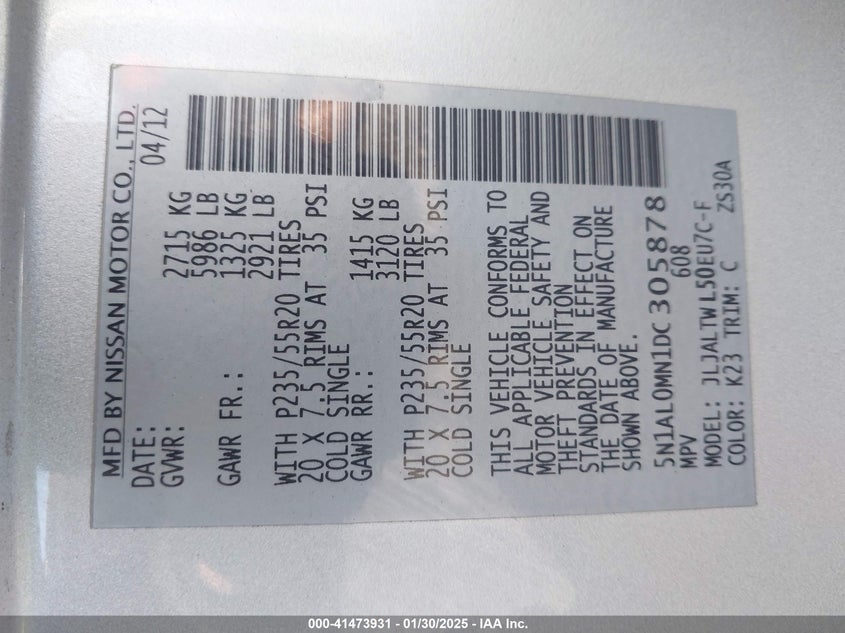 MFD BY NISSAN MOTOR CO., LTD.
DATE: 04/12
GVWR: 2715 KG
5986 LB
GAWR FR.: 1325 KG
2921 LB
WITH P235/55R20 TIRES
20 X 7.5 RIMS AT 35 PSI
COLD SINGLE
GAWR RR.: 1415 KG
3120 LB
WITH P235/55R20 TIRES
20 X 7.5 RIMS AT 35 PSI
COLD SINGLE
THIS VEHICLE CONFORMS TO
ALL APPLICABLE FEDERAL
MOTOR VEHICLE SAFETY AND
THEFT PREVENTION
STANDARDS IN EFFECT ON
THE DATE OF MANUFACTURE
SHOWN ABOVE.
5N1AL0MN1DC305878
MPV 608
MODEL: JLJALTWL50EU7C-F
COLOR: K23 TRIM: C ZS30A
000-41473931 - 01/30/2025 - IAA Inc.